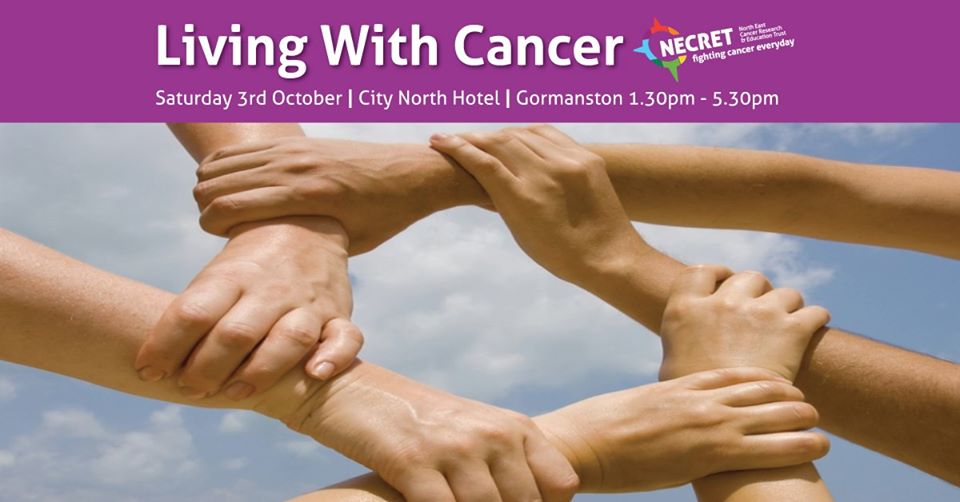 Living With Cancer
NECRET North East
Cancer Research
& Education Trust
fighting cancer everyday
Saturday 3rd October | City North Hotel | Gormanston 1.30pm - 5.30pm